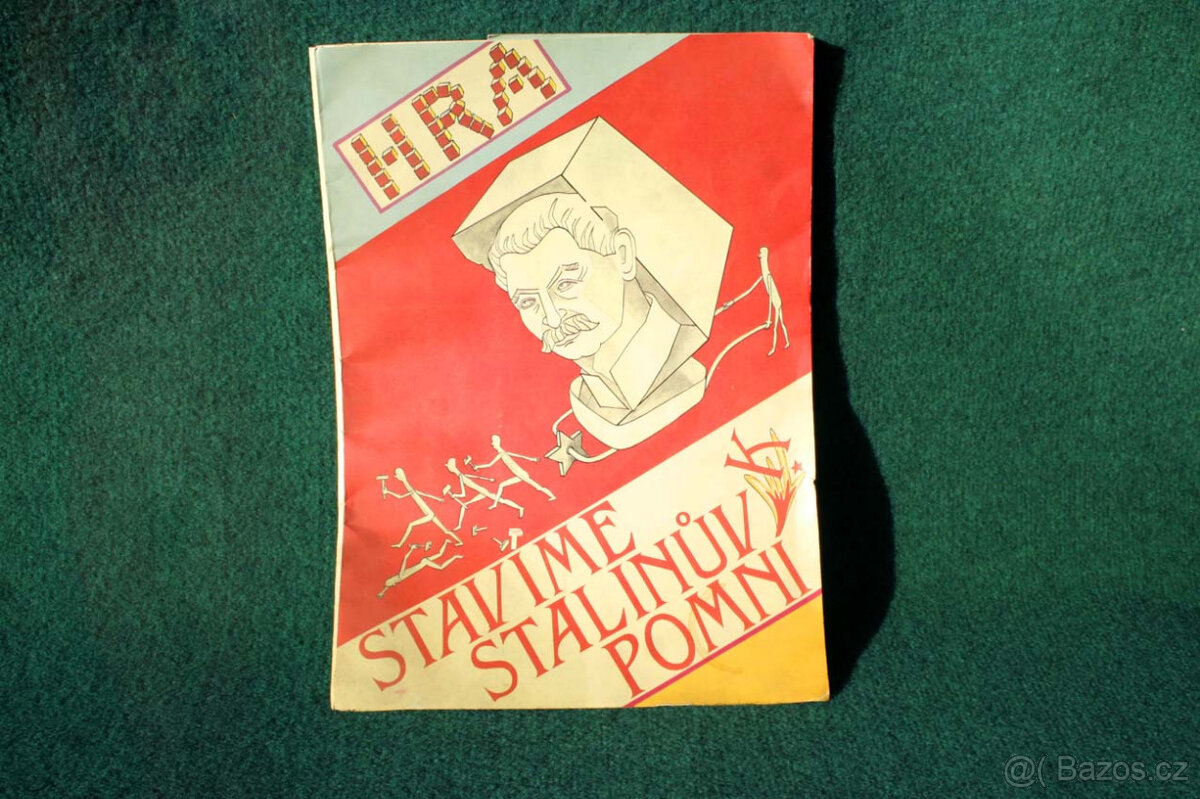 HRA
STAVÍME
STALINŮV
POMNÍK
@( Bazos.cz